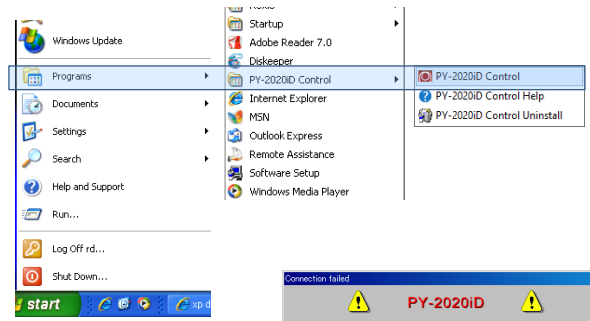 Windows Update
Programs
Documents
Settings
Search
Help and Support
Run...
Log Off rd...
Shut Down...
start
xp d
Startup
Adobe Reader 7.0
Diskeeper
PY-2020iD Control
Internet Explorer
MSN
Outlook Express
Remote Assistance
Software Setup
Windows Media Player
PY-2020iD Control
PY-2020iD Control Help
PY-2020iD Control Uninstall
Connection failed
PY-2020iD